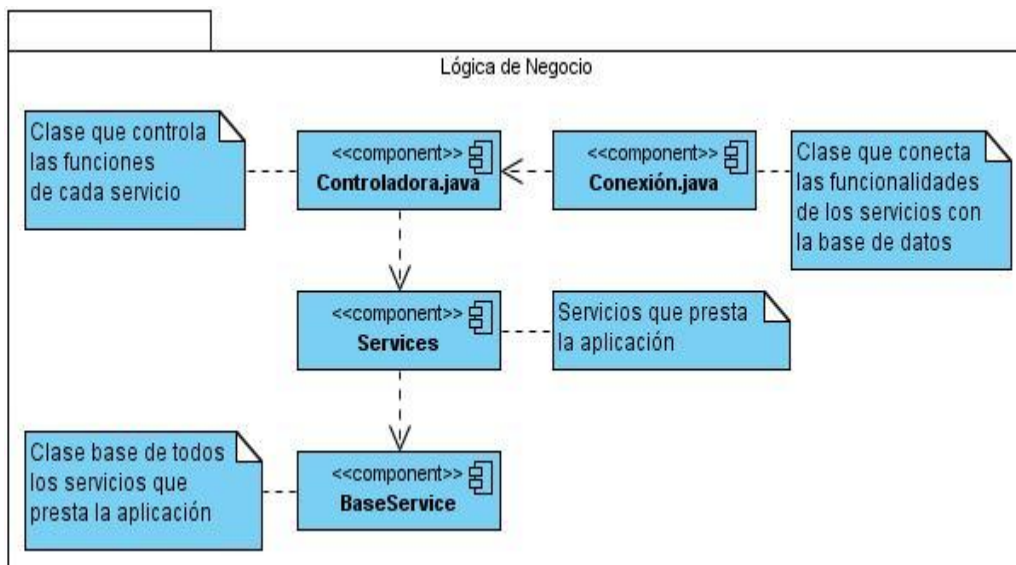 Lógica de Negocio
Clase que controla
las funciones
de cada servicio
<<component>>
Controladora.java
<<component>>
Conexión.java
Clase que conecta
las funcionalidades
de los servicios con
la base de datos
<<component>>
Services
Servicios que presta
la aplicación
Clase base de todos
los servicios que
presta la aplicación
<<component>>
BaseService